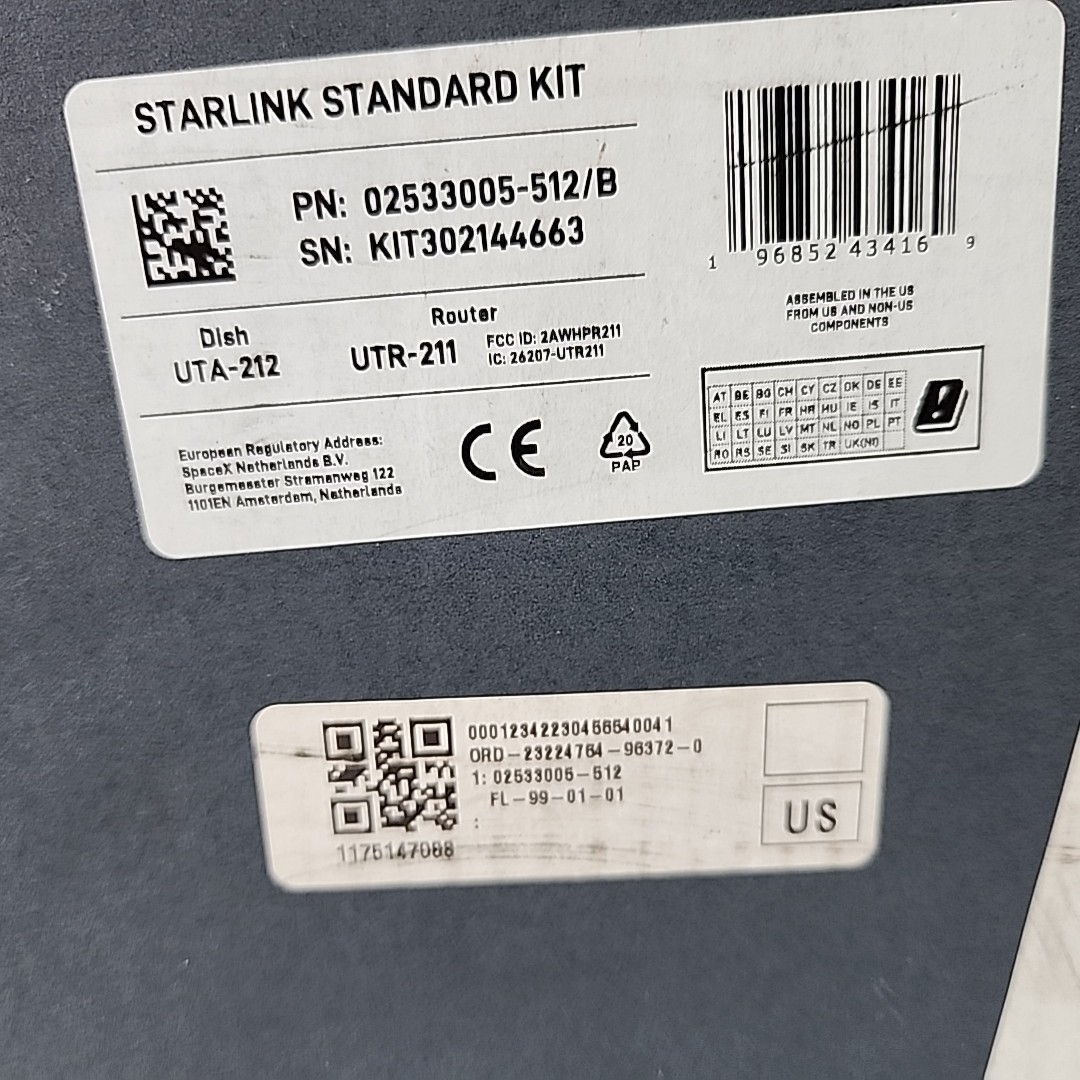 STARLINK STANDARD KIT
PN: 02533005-512/B
SN: KIT302144663
Dish
UTA-212
Router
UTR-211
FCC ID: 2AWHPR211
IC: 26207-UTR211
European Regulatory Address:
SpaceX Netherlands B.V.
Burgemeester Stramanweg 122
1101EN Amsterdam, Netherlands
CE
20
PAP
1 96852 43416 9
ASSEMBLED IN THE US
FROM US AND NON-US
COMPONENTS
AT BE BG CH CY CZ DK DE EE
EL ES FI FR HR HU IE IS IT
LI LT LU LV MT NL NO PL PT
RO RS SE SI SK TR UK(NI)
00012342230456640041
ORD-23224764-96372-0
1: 02533005-512
FL-99-01-01
:
1175147088
US